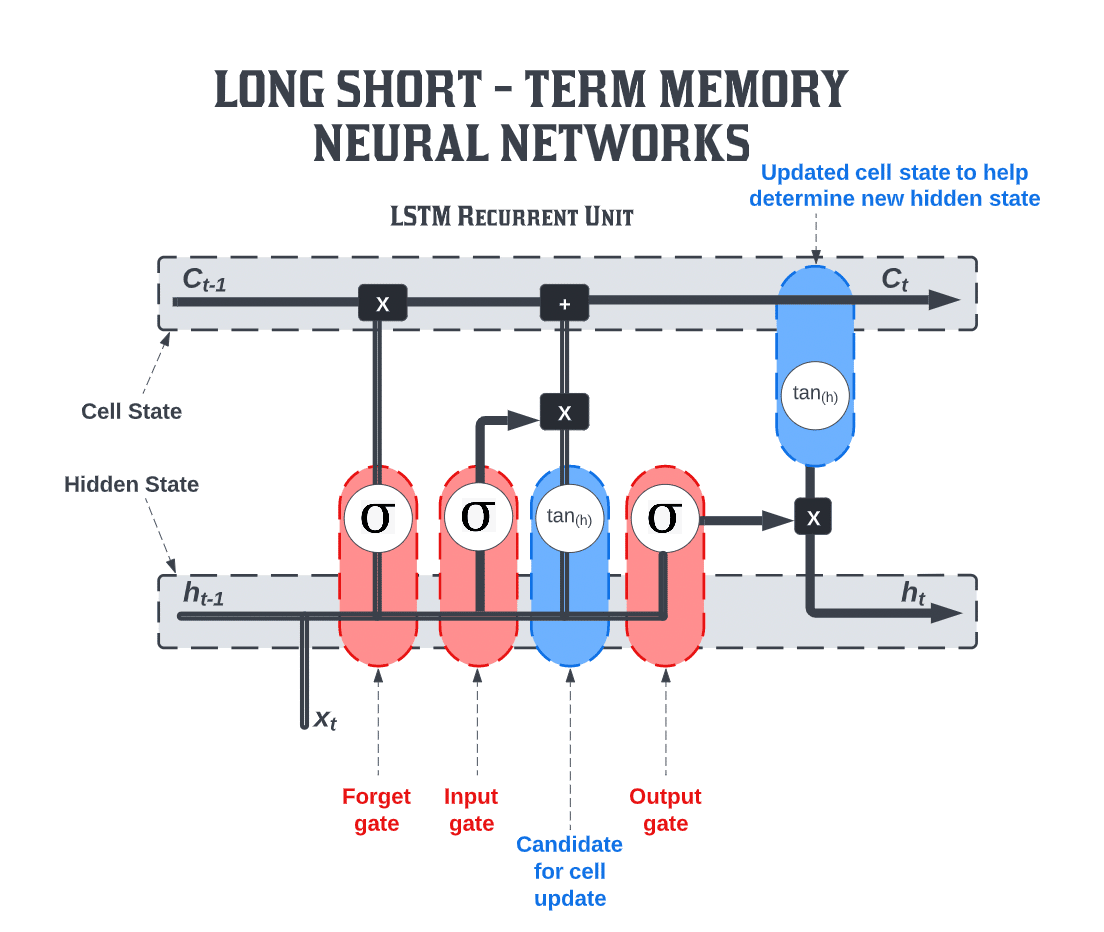 LONG SHORT - TERM MEMORY
NEURAL NETWORKS
Updated cell state to help
determine new hidden state
LSTM RECURRENT UNIT
Ct-1
Ct
X
+
Cell State
X
tan(h)
Hidden State
σ
σ
tan(h)
σ
X
ht-1
ht
xt
Forget
gate
Input
gate
Output
gate
Candidate
for cell
update